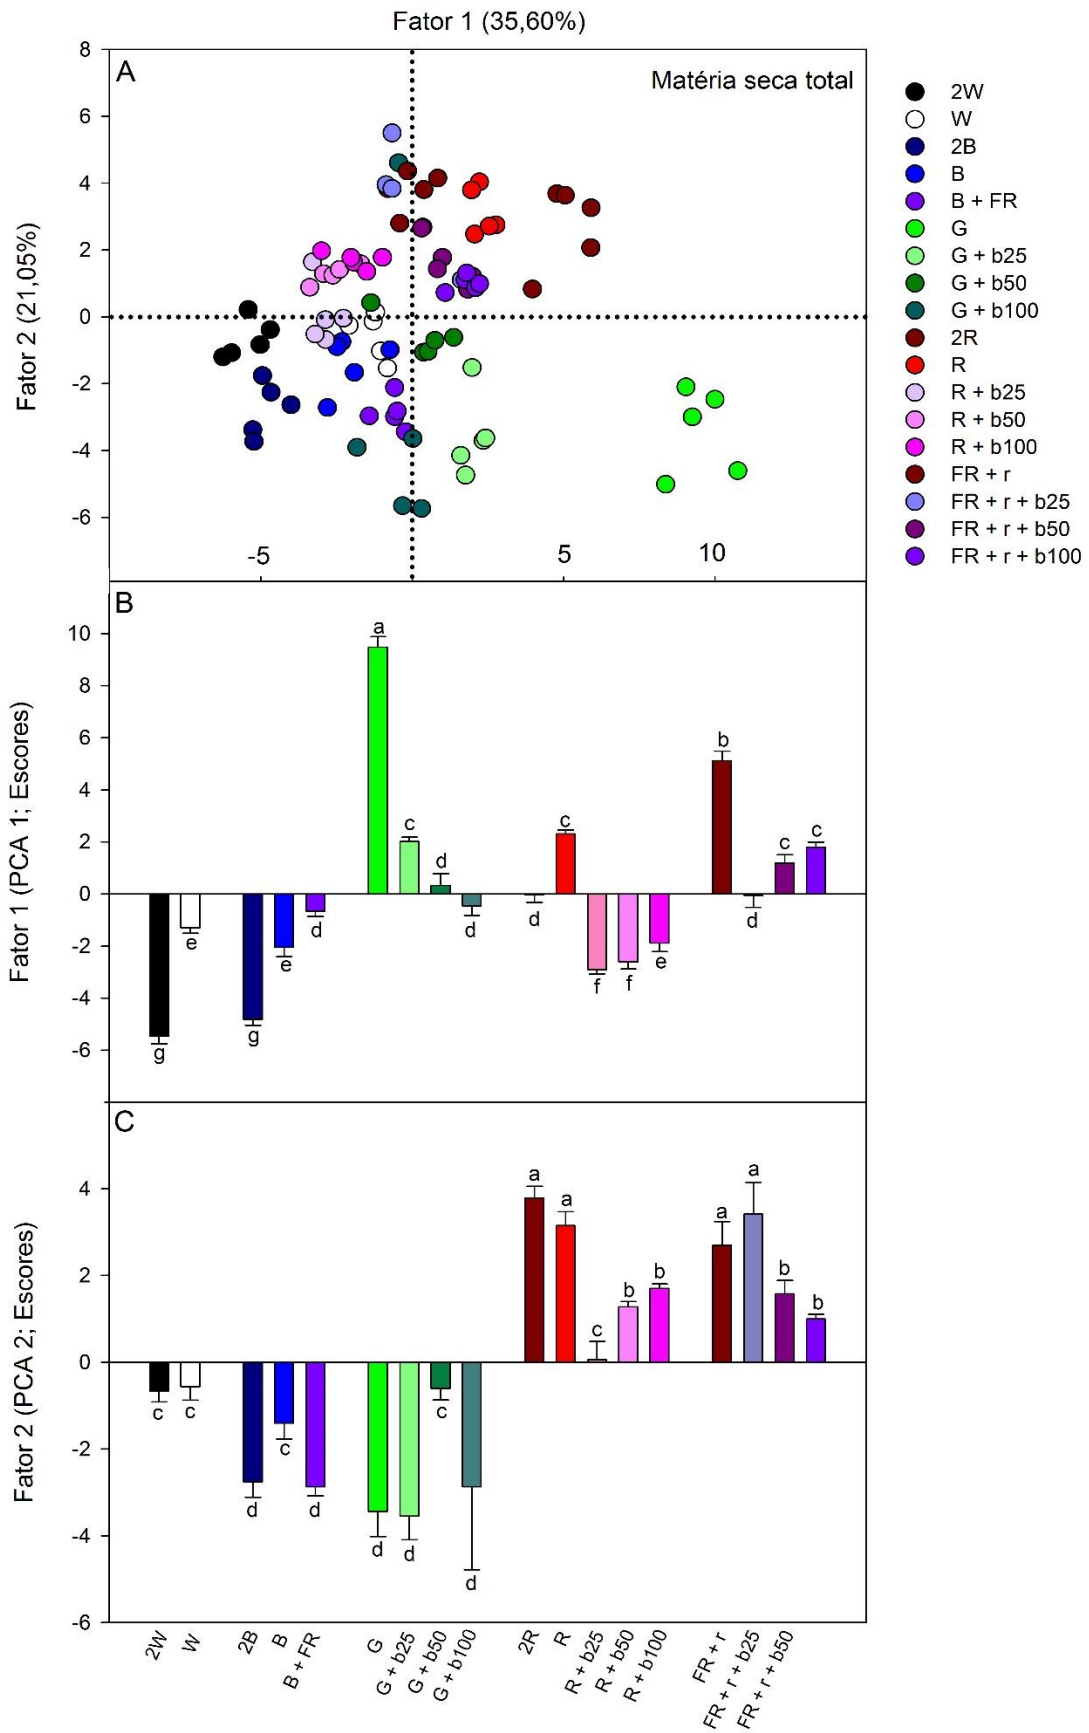 Fator 1 (35,60%)
A
Matéria seca total
8
6
4
2
0
-2
-4
-6
Fator 2 (21,05%)
-5
5
10
2W
W
2B
B
B + FR
G
G + b25
G + b50
G + b100
2R
R
R + b25
R + b50
R + b100
FR + r
FR + r + b25
FR + r + b50
FR + r + b100
B
10
8
6
4
2
0
-2
-4
-6
Fator 1 (PCA 1; Escores)
g
e
g
e
d
a
c
d
d
d
c
f
f
e
b
d
c
c
C
4
2
0
-2
-4
-6
Fator 2 (PCA 2; Escores)
c
c
d
c
d
d
d
c
d
a
a
c
b
b
a
a
b
b
2W
W
2B
B
B + FR
G
G + b25
G + b50
G + b100
2R
R
R + b25
R + b50
R + b100
FR + r
FR + r + b25
FR + r + b50